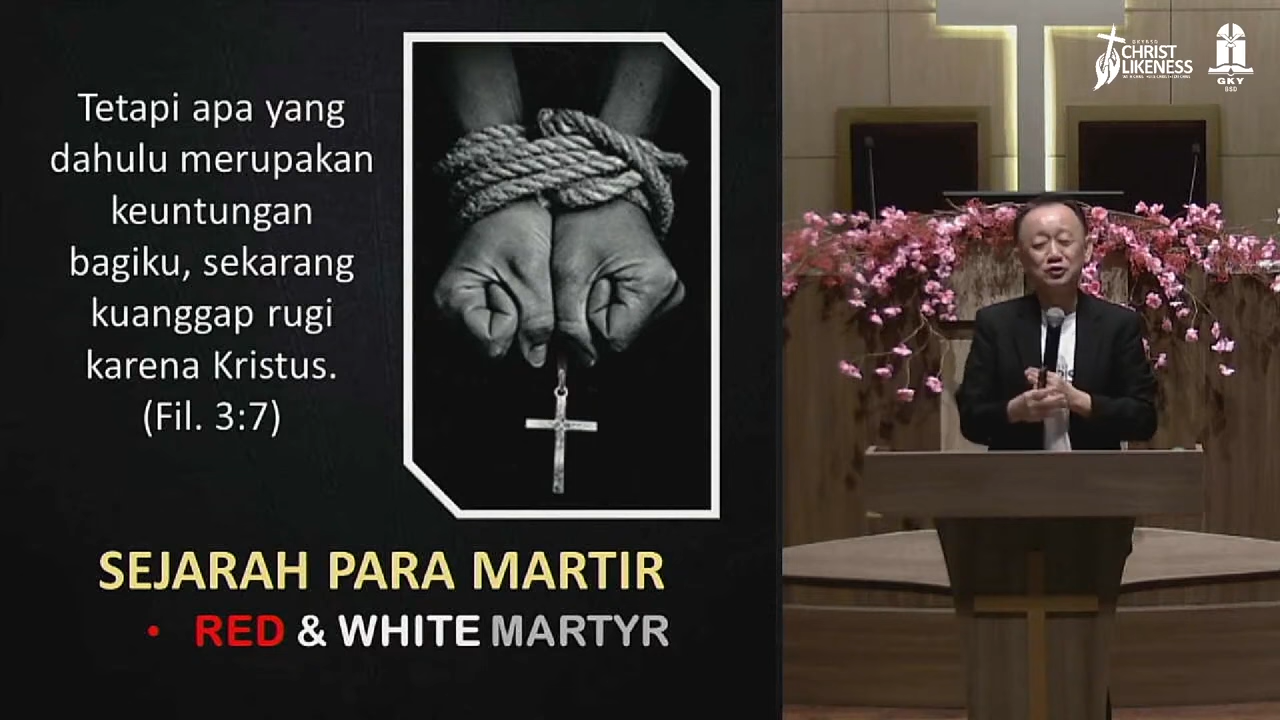 Tetapi apa yang
dahulu merupakan
keuntungan
bagiku, sekarang
kuanggap rugi
karena Kristus.
(Fil. 3:7)
SEJARAH PARA MARTIR
• RED & WHITE MARTYR
CHRIST
LIKENESS
GKY
BSD